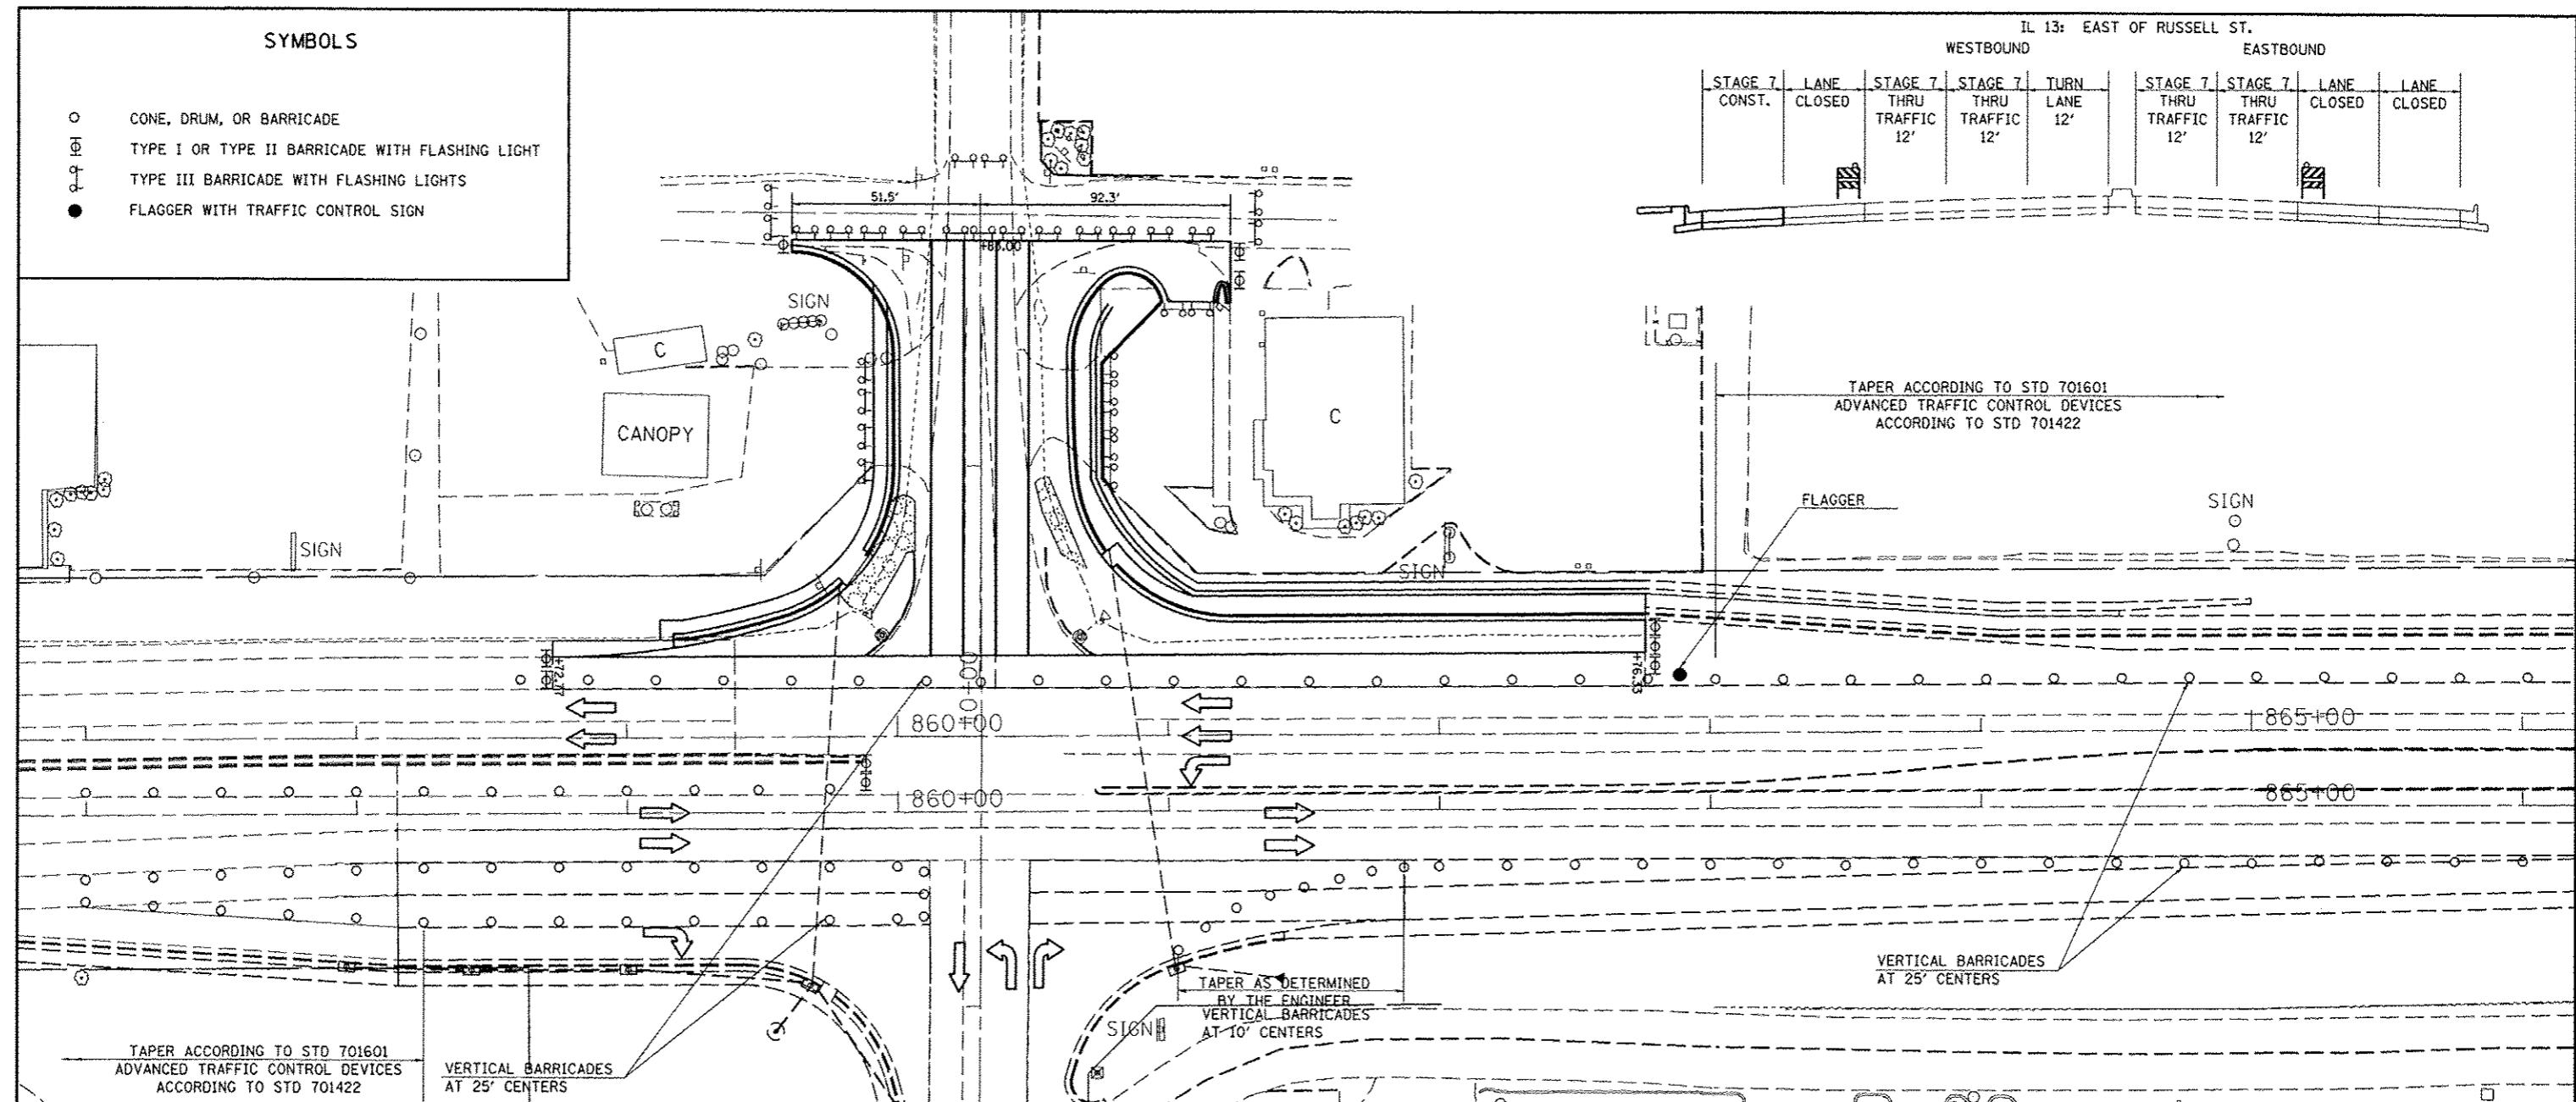 SYMBOLS
CONE, DRUM, OR BARRICADE
TYPE I OR TYPE II BARRICADE WITH FLASHING LIGHT
TYPE III BARRICADE WITH FLASHING LIGHTS
FLAGGER WITH TRAFFIC CONTROL SIGN
IL 13: EAST OF RUSSELL ST.
WESTBOUND EASTBOUND
STAGE 7 CONST.
LANE CLOSED
STAGE 7 THRU TRAFFIC 12'
STAGE 7 THRU TRAFFIC 12'
TURN LANE 12'
STAGE 7 THRU TRAFFIC 12'
STAGE 7 THRU TRAFFIC 12'
LANE CLOSED
LANE CLOSED
51.5' 92.3'
SIGN
C
CANOPY
C
SIGN
SIGN
TAPER ACCORDING TO STD 701601
ADVANCED TRAFFIC CONTROL DEVICES
ACCORDING TO STD 701422
FLAGGER
SIGN
+72.77
+76.33
860+00
865+00
860+00
865+00
VERTICAL BARRICADES
AT 25' CENTERS
TAPER AS DETERMINED
BY THE ENGINEER
VERTICAL BARRICADES
AT 10' CENTERS
SIGN
TAPER ACCORDING TO STD 701601
ADVANCED TRAFFIC CONTROL DEVICES
ACCORDING TO STD 701422
VERTICAL BARRICADES
AT 25' CENTERS